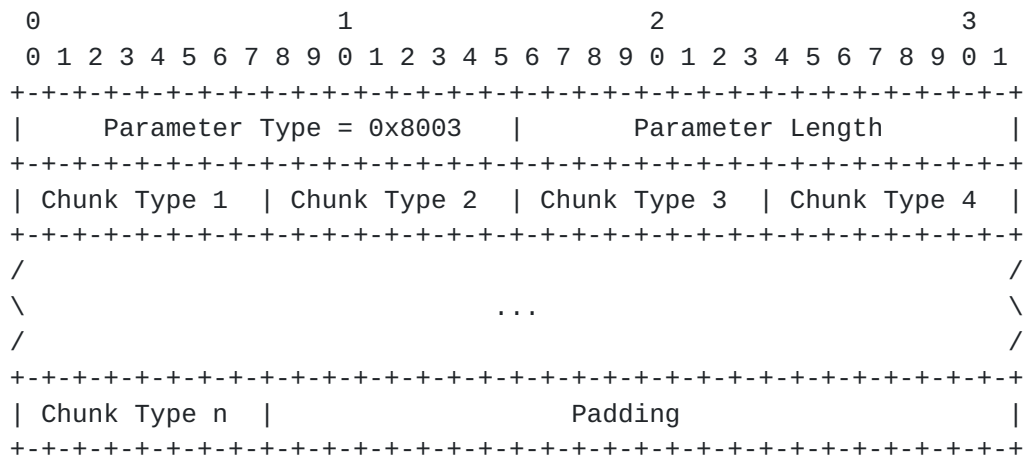 0                   1                   2                   3
 0 1 2 3 4 5 6 7 8 9 0 1 2 3 4 5 6 7 8 9 0 1 2 3 4 5 6 7 8 9 0 1
+-+-+-+-+-+-+-+-+-+-+-+-+-+-+-+-+-+-+-+-+-+-+-+-+-+-+-+-+-+-+-+-+
|     Parameter Type = 0x8003   |       Parameter Length        |
+-+-+-+-+-+-+-+-+-+-+-+-+-+-+-+-+-+-+-+-+-+-+-+-+-+-+-+-+-+-+-+-+
| Chunk Type 1  | Chunk Type 2  | Chunk Type 3  | Chunk Type 4  |
+-+-+-+-+-+-+-+-+-+-+-+-+-+-+-+-+-+-+-+-+-+-+-+-+-+-+-+-+-+-+-+-+
/                                                               /
\                              ...                              \
/                                                               /
+-+-+-+-+-+-+-+-+-+-+-+-+-+-+-+-+-+-+-+-+-+-+-+-+-+-+-+-+-+-+-+-+
| Chunk Type n  |                   Padding                     |
+-+-+-+-+-+-+-+-+-+-+-+-+-+-+-+-+-+-+-+-+-+-+-+-+-+-+-+-+-+-+-+-+